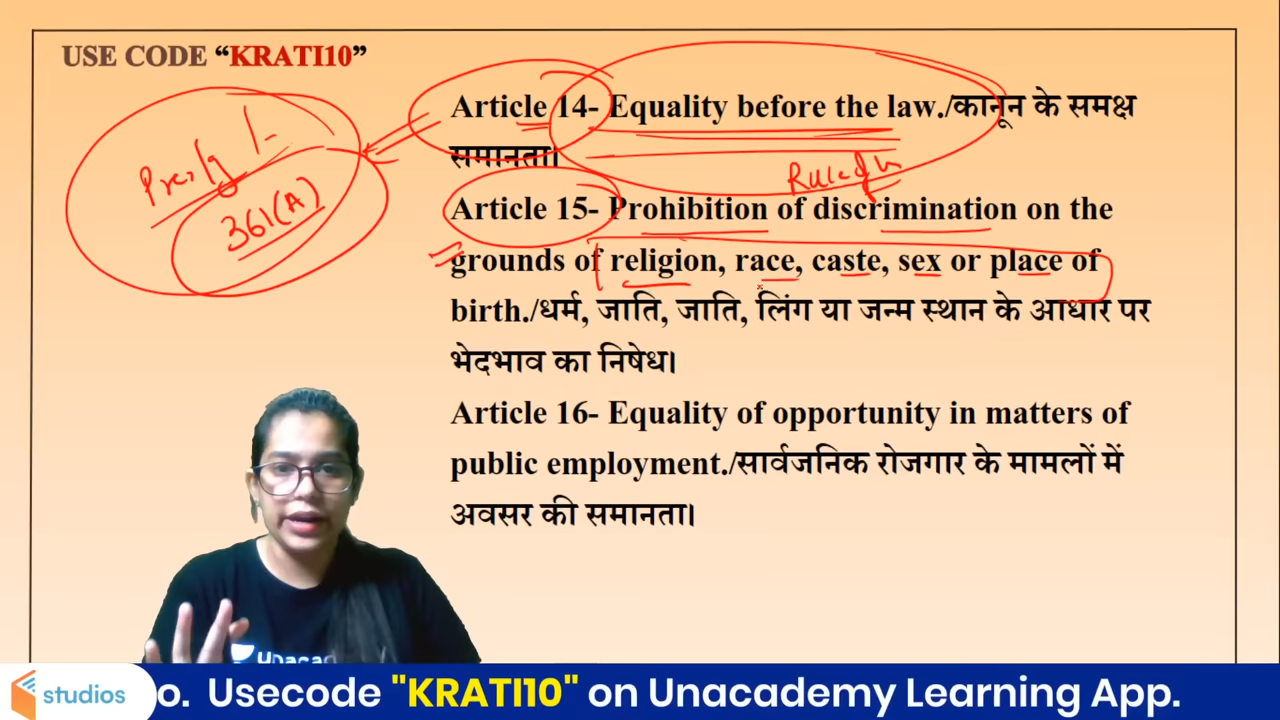 USE CODE “KRATI10”
Article 14- Equality before the law./कानून के समक्ष
समानता।
Rule of
361(A)
Article 15- Prohibition of discrimination on the
grounds of religion, race, caste, sex or place of
birth./धर्म, जाति, जाति, लिंग या जन्म स्थान के आधार पर
भेदभाव का निषेध।
Article 16- Equality of opportunity in matters of
public employment./सार्वजनिक रोजगार के मामलों में
अवसर की समानता।
studios
o. Usecode "KRATI10" on Unacademy Learning App.